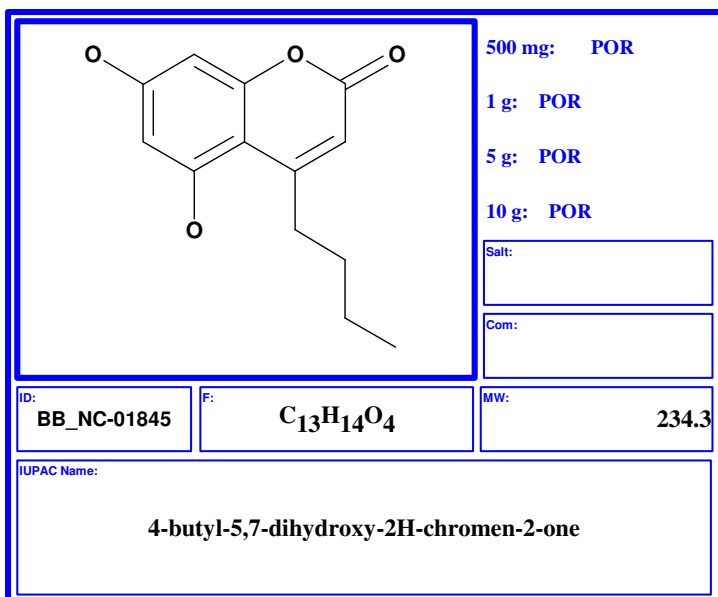 O O O
O
500 mg: POR
1 g: POR
5 g: POR
10 g: POR
Salt:
Com:
ID:
BB_NC-01845
F:
C13H14O4
MW:
234.3
IUPAC Name:
4-butyl-5,7-dihydroxy-2H-chromen-2-one